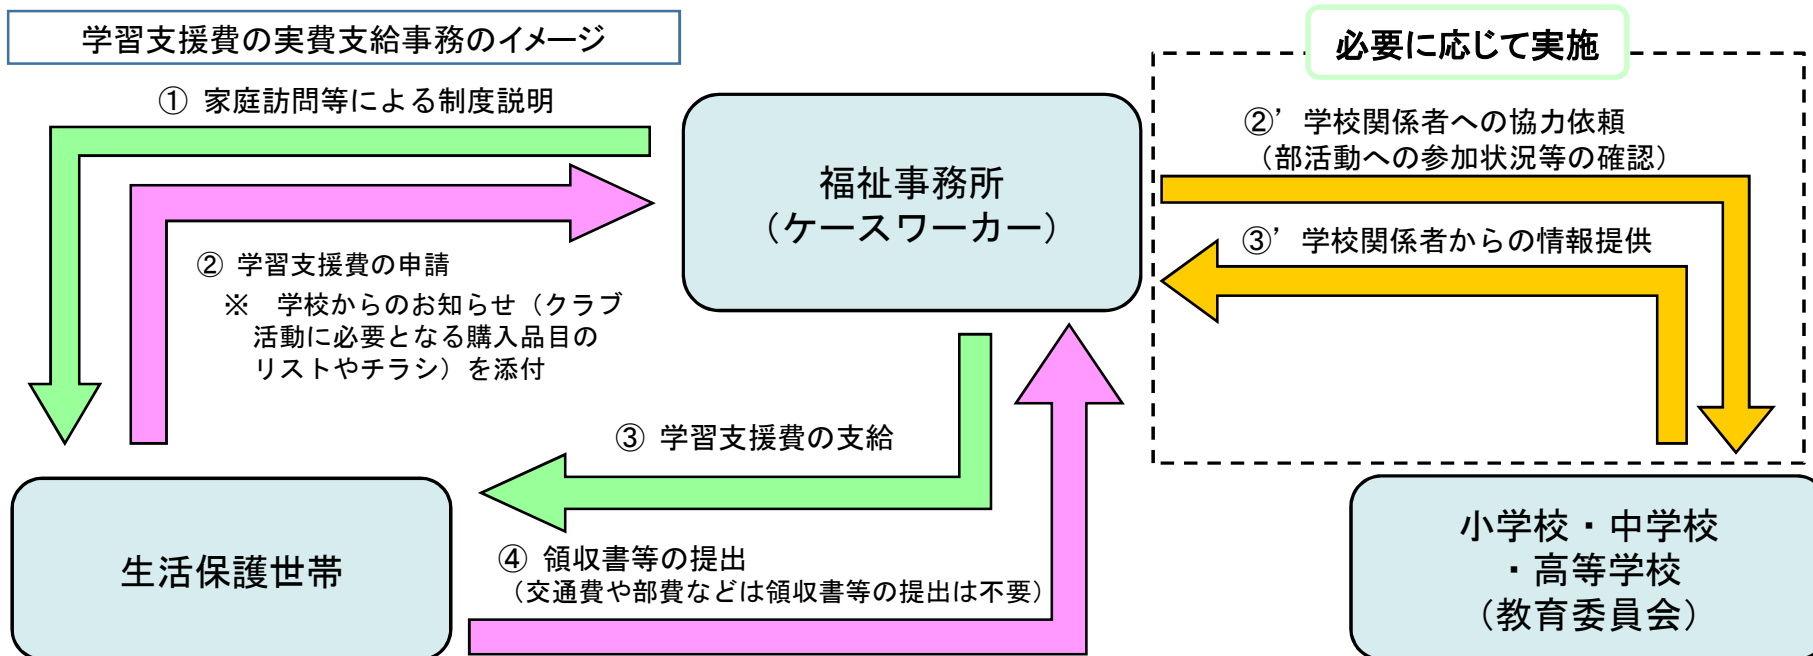 学習支援費の実費支給事務のイメージ
必要に応じて実施
① 家庭訪問等による制度説明
福祉事務所
（ケースワーカー）
②’ 学校関係者への協力依頼
（部活動への参加状況等の確認）
③’ 学校関係者からの情報提供
② 学習支援費の申請
※ 学校からのお知らせ（クラブ
活動に必要となる購入品目の
リストやチラシ）を添付
③ 学習支援費の支給
生活保護世帯
④ 領収書等の提出
（交通費や部費などは領収書等の提出は不要）
小学校・中学校
・高等学校
（教育委員会）